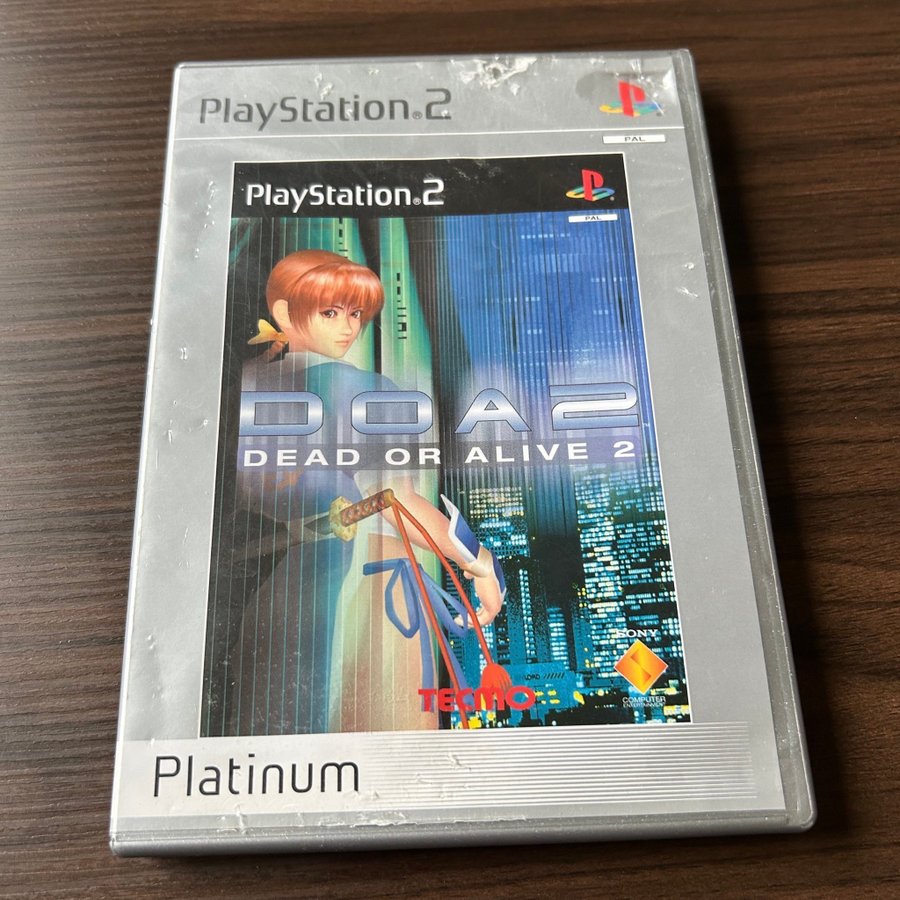 PlayStation®2
PAL
PlayStation®2
PAL
DOA2
DEAD OR ALIVE 2
SONY
COMPUTER
ENTERTAINMENT®
TECMO
Platinum